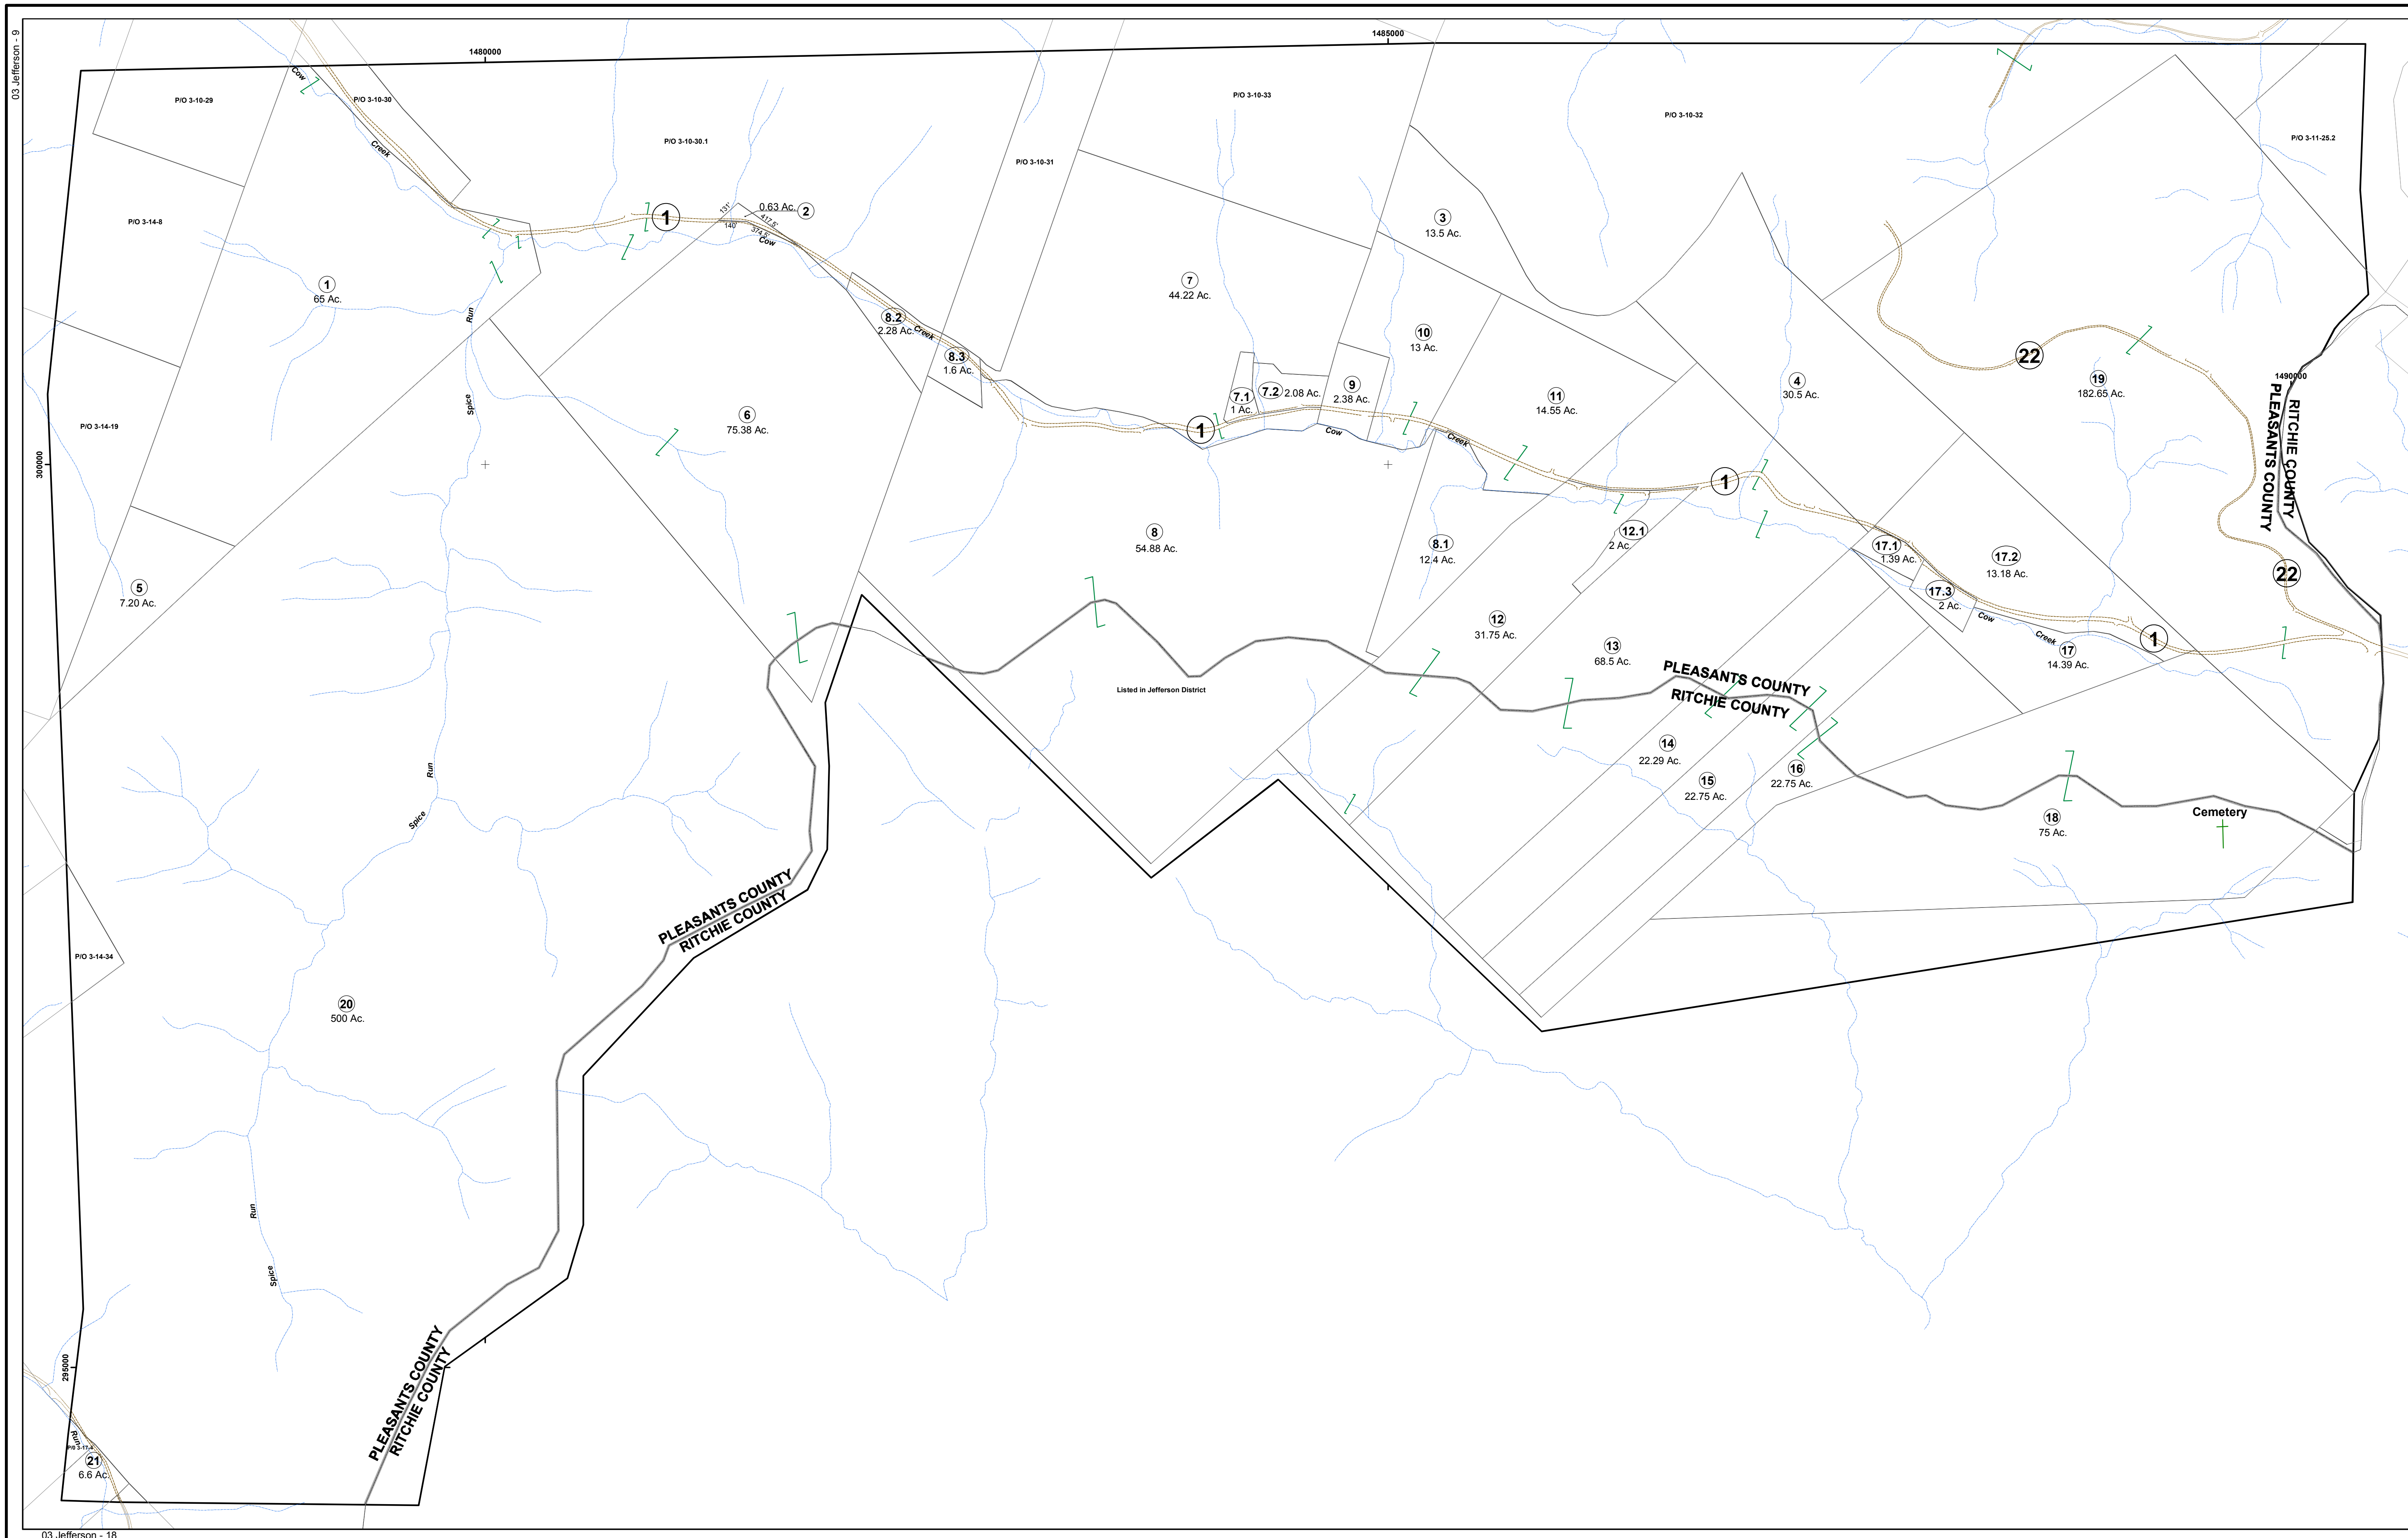 03 Jefferson - 9
1480000
1485000
Cow
P/O 3-10-29
P/O 3-10-30
P/O 3-10-33
P/O 3-10-32
P/O 3-11-25.2
Creek
P/O 3-10-30.1
P/O 3-10-31
P/O 3-14-8
131'
0.63 Ac.
2
1
417.5'
140'
374.5'
Cow
3
13.5 Ac.
1
65 Ac.
7
44.22 Ac.
Run
8.2
2.28 Ac.
Creek
8.3
1.6 Ac.
10
13 Ac.
22
1490000
4
30.5 Ac.
19
182.65 Ac.
Spice
6
75.38 Ac.
7.1
1 Ac.
7.2
2.08 Ac.
9
2.38 Ac.
11
14.55 Ac.
P/O 3-14-19
1
Cow
Creek
PLEASANTS COUNTY
RITCHIE COUNTY
300000
1
8
54.88 Ac.
8.1
12.4 Ac.
12.1
2 Ac.
17.1
1.39 Ac.
17.2
13.18 Ac.
22
5
7.20 Ac.
17.3
2 Ac.
12
31.75 Ac.
Cow
Creek
1
13
68.5 Ac.
17
14.39 Ac.
PLEASANTS COUNTY
RITCHIE COUNTY
Listed in Jefferson District
14
22.29 Ac.
15
22.75 Ac.
16
22.75 Ac.
Run
Spice
18
75 Ac.
Cemetery
PLEASANTS COUNTY
RITCHIE COUNTY
P/O 3-14-34
20
500 Ac.
Run
Spice
295000
PLEASANTS COUNTY
RITCHIE COUNTY
Run
21
6.6 Ac.
03 Jefferson - 18